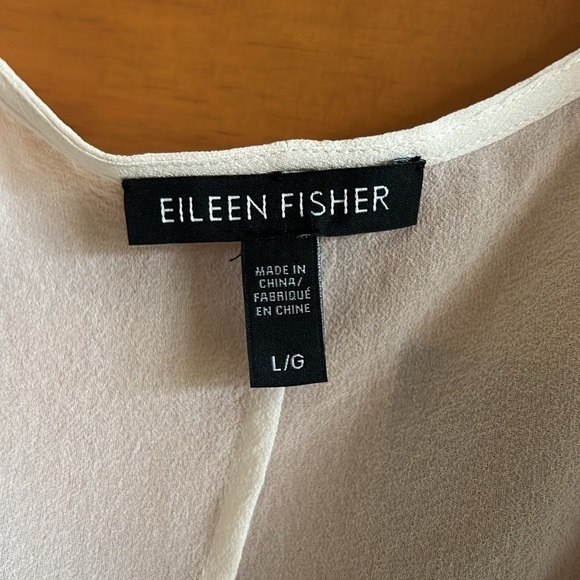 EILEEN FISHER
MADE IN
CHINA/
FABRIQUÉ
EN CHINE
L/G